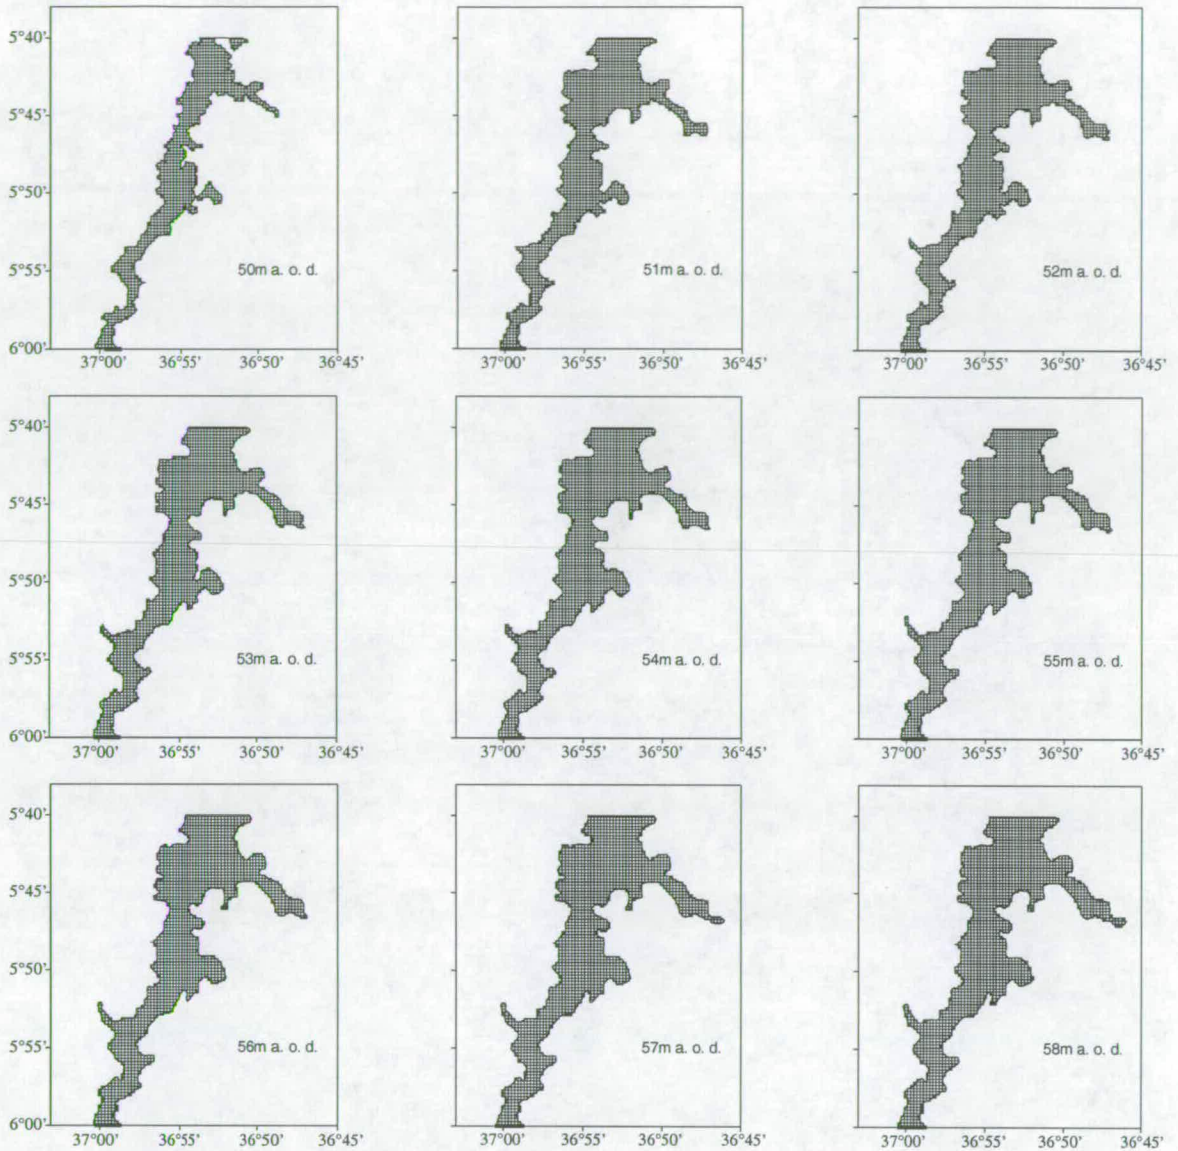 5°40'
5°45'
5°50'
5°55'
6°00'
37°00' 36°55' 36°50' 36°45'
50m a. o. d.
37°00' 36°55' 36°50' 36°45'
51m a. o. d.
37°00' 36°55' 36°50' 36°45'
52m a. o. d.
5°40'
5°45'
5°50'
5°55'
6°00'
37°00' 36°55' 36°50' 36°45'
53m a. o. d.
37°00' 36°55' 36°50' 36°45'
54m a. o. d.
37°00' 36°55' 36°50' 36°45'
55m a. o. d.
5°40'
5°45'
5°50'
5°55'
6°00'
37°00' 36°55' 36°50' 36°45'
56m a. o. d.
37°00' 36°55' 36°50' 36°45'
57m a. o. d.
37°00' 36°55' 36°50' 36°45'
58m a. o. d.